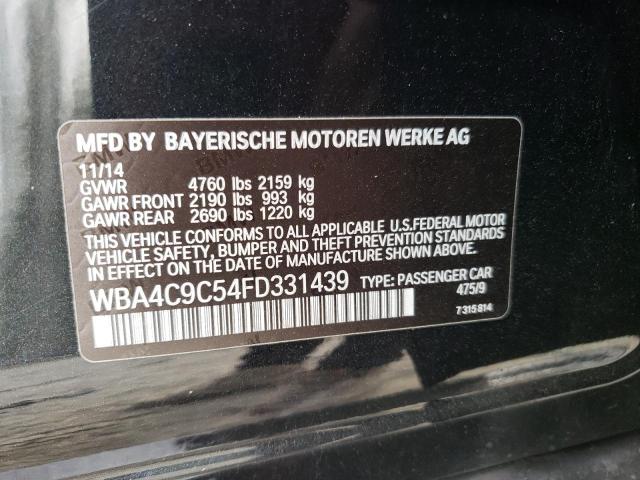 MFD BY BAYERISCHE MOTOREN WERKE AG
11/14
GVWR 4760 lbs 2159 kg
GAWR FRONT 2190 lbs 993 kg
GAWR REAR 2690 lbs 1220 kg
THIS VEHICLE CONFORMS TO ALL APPLICABLE U.S.FEDERAL MOTOR
VEHICLE SAFETY, BUMPER AND THEFT PREVENTION STANDARDS
IN EFFECT ON THE DATE OF MANUFACTURE SHOWN ABOVE.
WBA4C9C54FD331439 TYPE: PASSENGER CAR
475/9
7 315 814